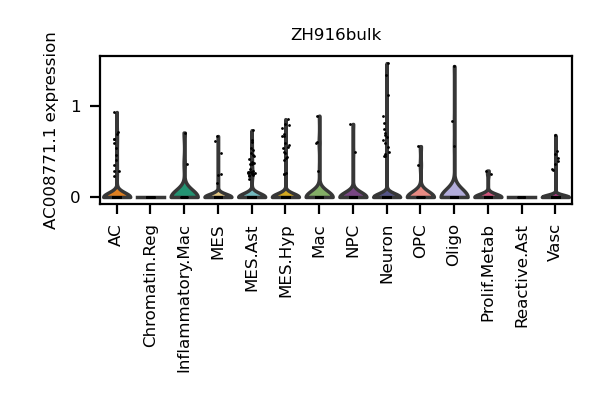 ZH916bulk
AC008771.1 expression
1
0
AC
Chromatin.Reg
Inflammatory.Mac
MES
MES.Ast
MES.Hyp
Mac
NPC
Neuron
OPC
Oligo
Prolif.Metab
Reactive.Ast
Vasc